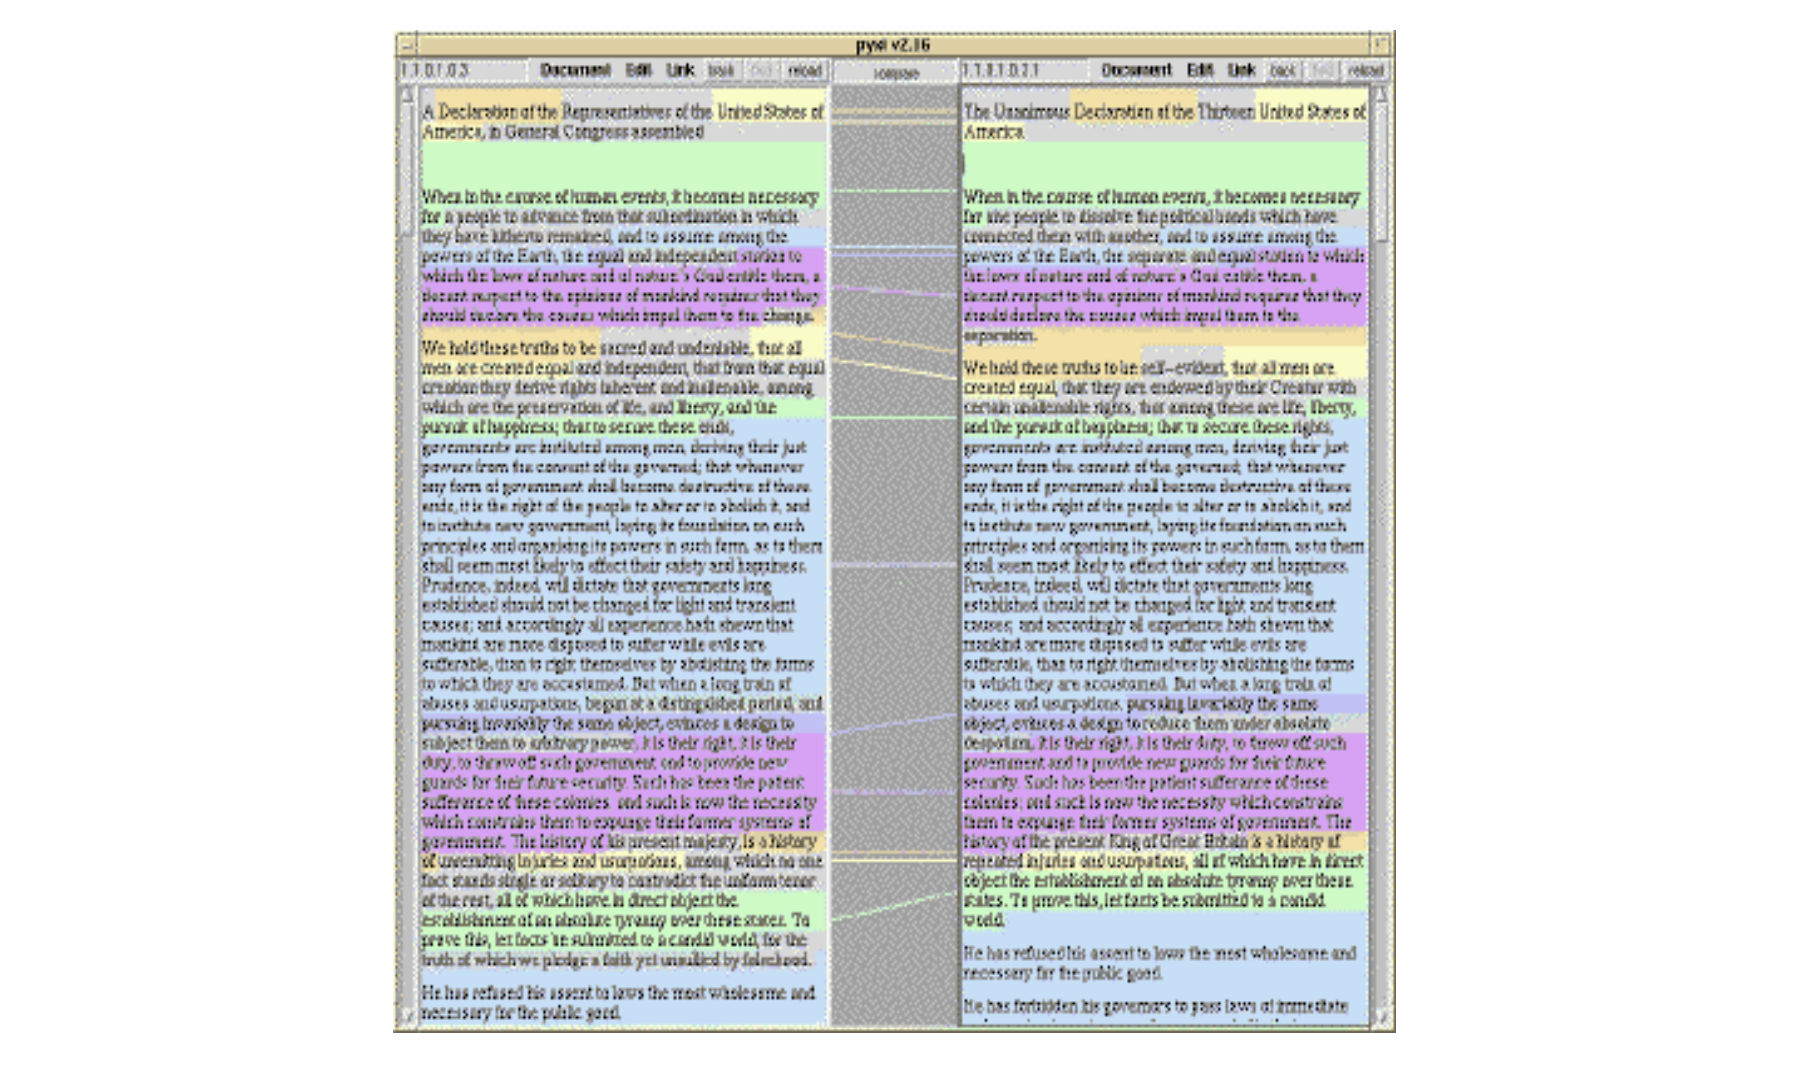 pyxi v2.16
1.1.0.1.0.3 Document Edit Link back reload
compare
1.1.0.1.0.2.1 Document Edit Link back reload
A Declaration of the Representatives of the United States of
America, in General Congress assembled
When in the course of human events, it becomes necessary
for a people to advance from that subordination in which
they have hitherto remained, and to assume among the
powers of the Earth, the equal and independent station to
which the laws of nature and of nature's God entitle them, a
decent respect to the opinions of mankind requires that they
should declare the causes which impel them to the change.
We hold these truths to be sacred and undeniable, that all
men are created equal and independent, that from that equal
creation they derive rights inherent and inalienable, among
which are the preservation of life, and liberty, and the
pursuit of happiness; that to secure these ends,
governments are instituted among men, deriving their just
powers from the consent of the governed; that whenever
any form of government shall become destructive of these
ends, it is the right of the people to alter or to abolish it, and
to institute new government, laying its foundation on such
principles and organising its powers in such form, as to them
shall seem most likely to effect their safety and happiness.
Prudence, indeed, will dictate that governments long
established should not be changed for light and transient
causes; and accordingly all experience hath shewn that
mankind are more disposed to suffer while evils are
sufferable, than to right themselves by abolishing the forms
to which they are accustomed. But when a long train of
abuses and usurpations, begun at a distinguished period, and
pursuing invariably the same object, evinces a design to
subject them to arbitrary power, it is their right, it is their
duty, to throw off such government and to provide new
guards for their future security. Such has been the patient
sufferance of these colonies, and such is now the necessity
which constrains them to expunge their former systems of
government. The history of his present majesty, is a history
of unremitting injuries and usurpations, among which no one
fact stands single or solitary to contradict the uniform tenor
of the rest, all of which have in direct object the
establishment of an absolute tyranny over these states. To
prove this, let facts be submitted to a candid world, for the
truth of which we pledge a faith yet unsullied by falsehood.
He has refused his assent to laws the most wholesome and
necessary for the public good.
The Unanimous Declaration of the Thirteen United States of
America
When in the course of human events, it becomes necessary
for one people to dissolve the political bonds which have
connected them with another, and to assume among the
powers of the Earth, the separate and equal station to which
the laws of nature and of nature's God entitle them, a
decent respect to the opinions of mankind requires that they
should declare the causes which impel them to the
separation.
We hold these truths to be self-evident, that all men are
created equal, that they are endowed by their Creator with
certain unalienable rights, that among these are life, liberty,
and the pursuit of happiness; that to secure these rights,
governments are instituted among men, deriving their just
powers from the consent of the governed; that whenever
any form of government shall become destructive of these
ends, it is the right of the people to alter or to abolish it, and
to institute new government, laying its foundation on such
principles and organising its powers in such form, as to them
shall seem most likely to effect their safety and happiness.
Prudence, indeed, will dictate that governments long
established should not be changed for light and transient
causes; and accordingly all experience hath shewn that
mankind are more disposed to suffer while evils are
sufferable, than to right themselves by abolishing the forms
to which they are accustomed. But when a long train of
abuses and usurpations, pursuing invariably the same
object, evinces a design to reduce them under absolute
despotism, it is their right, it is their duty, to throw off such
government and to provide new guards for their future
security. Such has been the patient sufferance of these
colonies; and such is now the necessity which constrains
them to expunge their former systems of government. The
history of the present King of Great Britain is a history of
repeated injuries and usurpations, all of which have in direct
object the establishment of an absolute tyranny over these
states. To prove this, let facts be submitted to a candid
world.
He has refused his assent to laws the most wholesome and
necessary for the public good.
He has forbidden his governors to pass laws of immediate